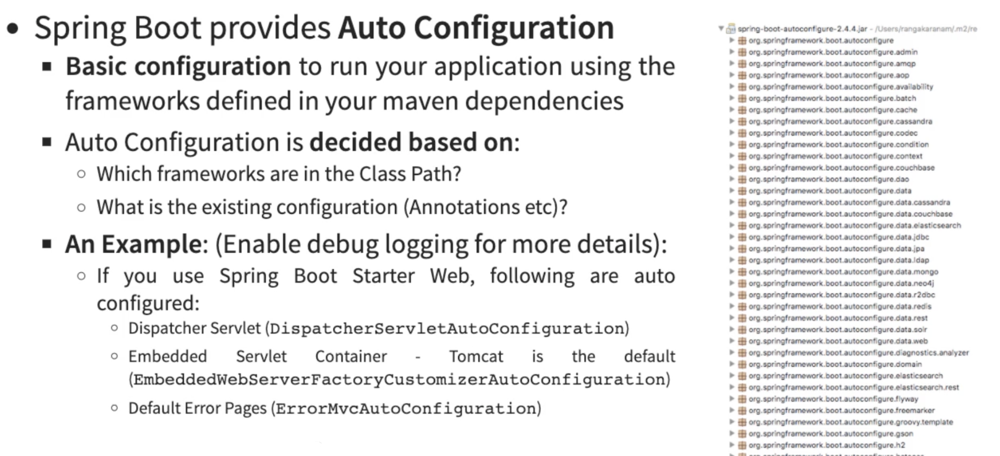 • Spring Boot provides Auto Configuration
▪ Basic configuration to run your application using the
frameworks defined in your maven dependencies
▪ Auto Configuration is decided based on:
○ Which frameworks are in the Class Path?
○ What is the existing configuration (Annotations etc)?
▪ An Example: (Enable debug logging for more details):
○ If you use Spring Boot Starter Web, following are auto
configured:
○ Dispatcher Servlet (DispatcherServletAutoConfiguration)
○ Embedded Servlet Container - Tomcat is the default
(EmbeddedWebServerFactoryCustomizerAutoConfiguration)
○ Default Error Pages (ErrorMvcAutoConfiguration)
spring-boot-autoconfigure-2.4.4.jar - /Users/rangakaranam/.m2/re
org.springframework.boot.autoconfigure
org.springframework.boot.autoconfigure.admin
org.springframework.boot.autoconfigure.amqp
org.springframework.boot.autoconfigure.aop
org.springframework.boot.autoconfigure.availability
org.springframework.boot.autoconfigure.batch
org.springframework.boot.autoconfigure.cache
org.springframework.boot.autoconfigure.cassandra
org.springframework.boot.autoconfigure.codec
org.springframework.boot.autoconfigure.condition
org.springframework.boot.autoconfigure.context
org.springframework.boot.autoconfigure.couchbase
org.springframework.boot.autoconfigure.dao
org.springframework.boot.autoconfigure.data
org.springframework.boot.autoconfigure.data.cassandra
org.springframework.boot.autoconfigure.data.couchbase
org.springframework.boot.autoconfigure.data.elasticsearch
org.springframework.boot.autoconfigure.data.jdbc
org.springframework.boot.autoconfigure.data.jpa
org.springframework.boot.autoconfigure.data.ldap
org.springframework.boot.autoconfigure.data.mongo
org.springframework.boot.autoconfigure.data.neo4j
org.springframework.boot.autoconfigure.data.r2dbc
org.springframework.boot.autoconfigure.data.redis
org.springframework.boot.autoconfigure.data.rest
org.springframework.boot.autoconfigure.data.solr
org.springframework.boot.autoconfigure.data.web
org.springframework.boot.autoconfigure.diagnostics.analyzer
org.springframework.boot.autoconfigure.domain
org.springframework.boot.autoconfigure.elasticsearch
org.springframework.boot.autoconfigure.elasticsearch.rest
org.springframework.boot.autoconfigure.flyway
org.springframework.boot.autoconfigure.freemarker
org.springframework.boot.autoconfigure.groovy.template
org.springframework.boot.autoconfigure.gson
org.springframework.boot.autoconfigure.h2